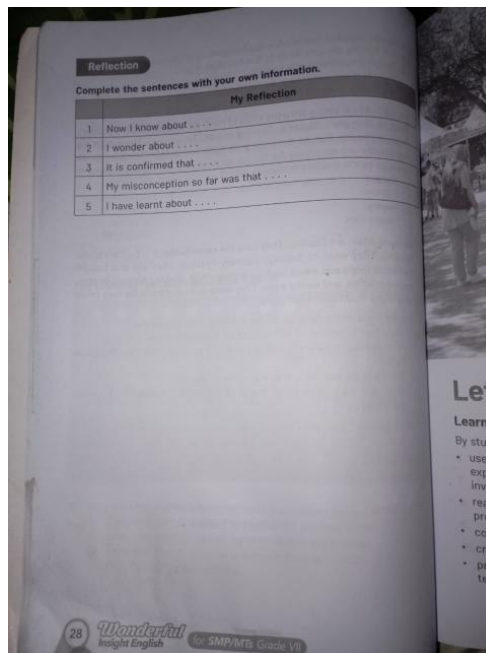 Reflection
Complete the sentences with your own information.
My Reflection
1 Now I know about . . . .
2 I wonder about . . . .
3 It is confirmed that . . . .
4 My misconception so far was that . . . .
5 I have learnt about . . . .
28 Wonderful
Insight English for SMP/MTs Grade VII
Learn
By stu
• use
exp
inv
• rea
pr
• co
• cr
• p
te